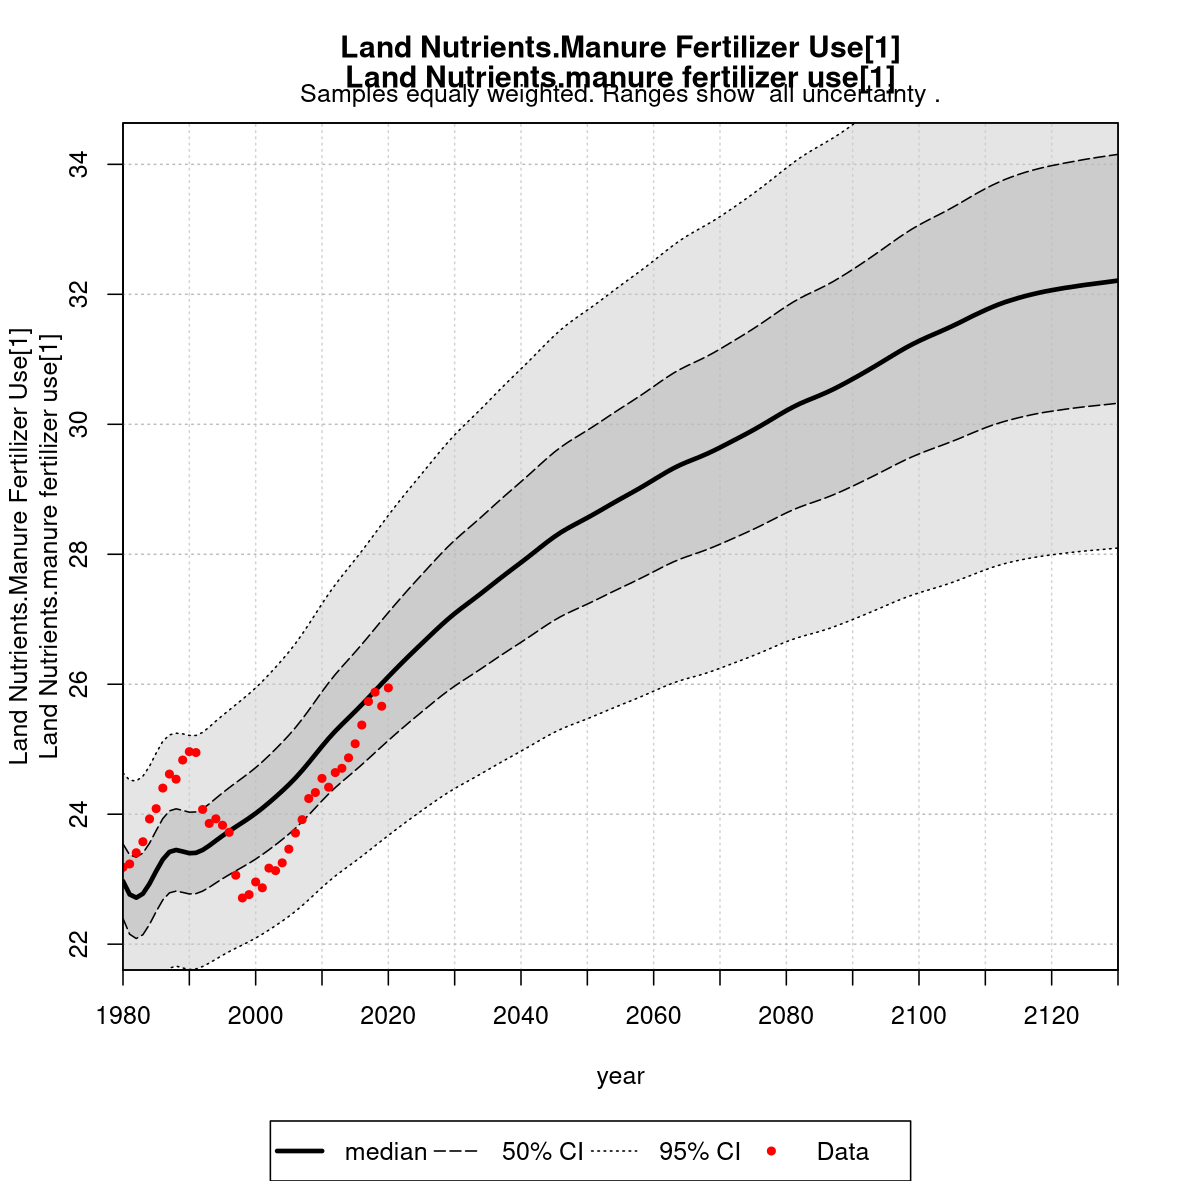 Land Nutrients.Manure Fertilizer Use[1]
Land Nutrients.manure fertilizer use[1]
Samples equaly weighted. Ranges show  all uncertainty .
Land Nutrients.Manure Fertilizer Use[1]
Land Nutrients.manure fertilizer use[1]
34
32
30
28
26
24
22
1980 2000 2020 2040 2060 2080 2100 2120
year
median 50% CI 95% CI Data